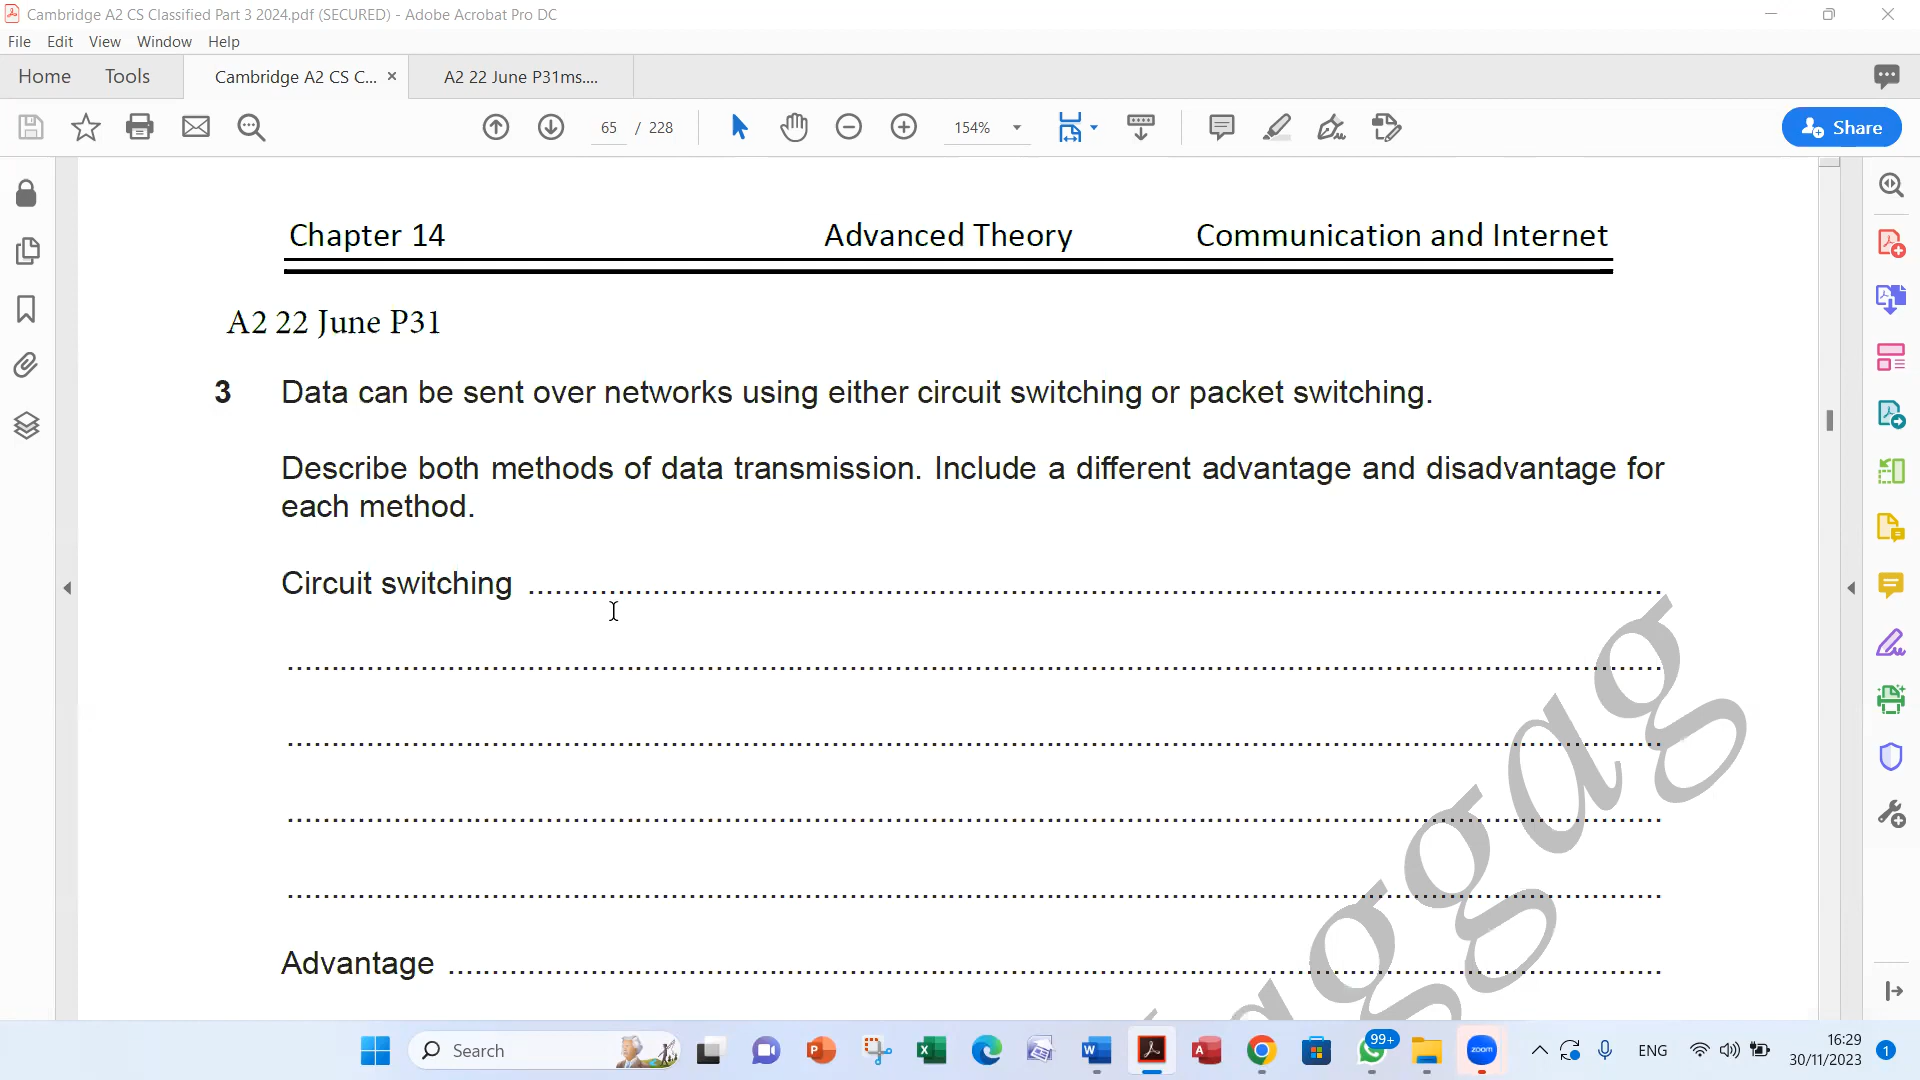 Cambridge A2 CS Classified Part 3 2024.pdf (SECURED) - Adobe Acrobat Pro DC
File Edit View Window Help
Home Tools Cambridge A2 CS C... × A2 22 June P31ms....
65 / 228 154% Share
Chapter 14 Advanced Theory Communication and Internet
A2 22 June P31
3 Data can be sent over networks using either circuit switching or packet switching.
Describe both methods of data transmission. Include a different advantage and disadvantage for
each method.
Circuit switching ..........
Advantage ..........
Search 99+ zoom ENG 16:29
30/11/2023 1